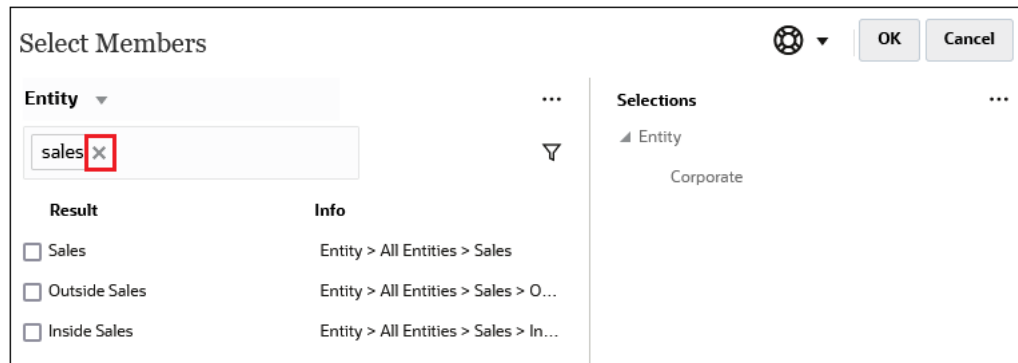 Select Members
OK
Cancel
Entity
Selections
sales
Entity
Corporate
Result Info
Sales Entity > All Entities > Sales
Outside Sales Entity > All Entities > Sales > O...
Inside Sales Entity > All Entities > Sales > In...